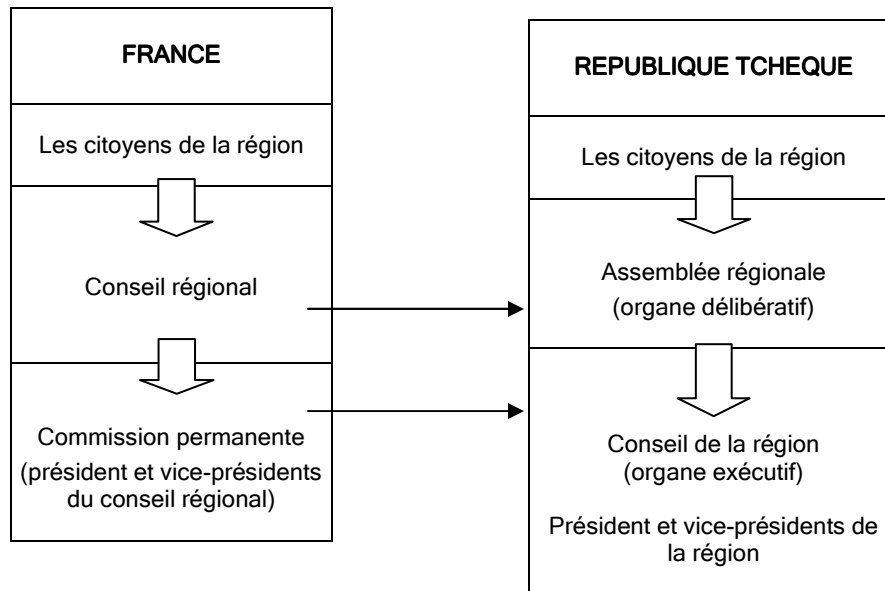 FRANCE
Les citoyens de la région
Conseil régional
Commission permanente
(président et vice-présidents
du conseil régional)
REPUBLIQUE TCHEQUE
Les citoyens de la région
Assemblée régionale
(organe délibératif)
Conseil de la région
(organe exécutif)
Président et vice-présidents de
la région